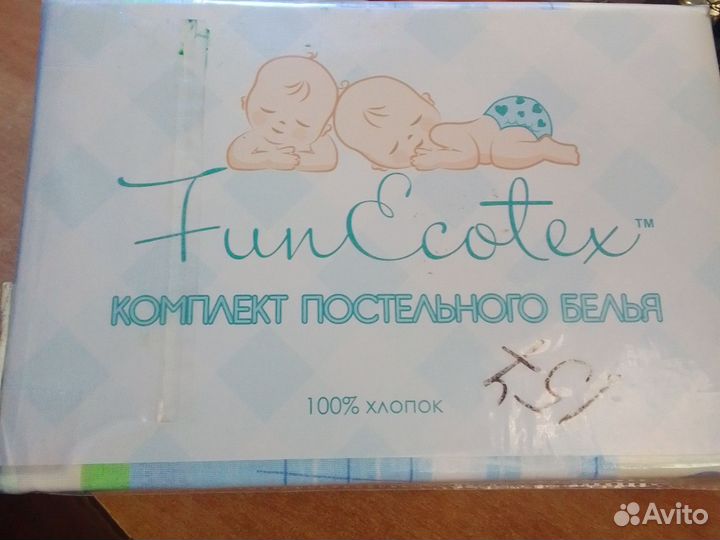 FunEcotex™
КОМПЛЕКТ ПОСТЕЛЬНОГО БЕЛЬЯ
100% ХЛОПОК
Avito